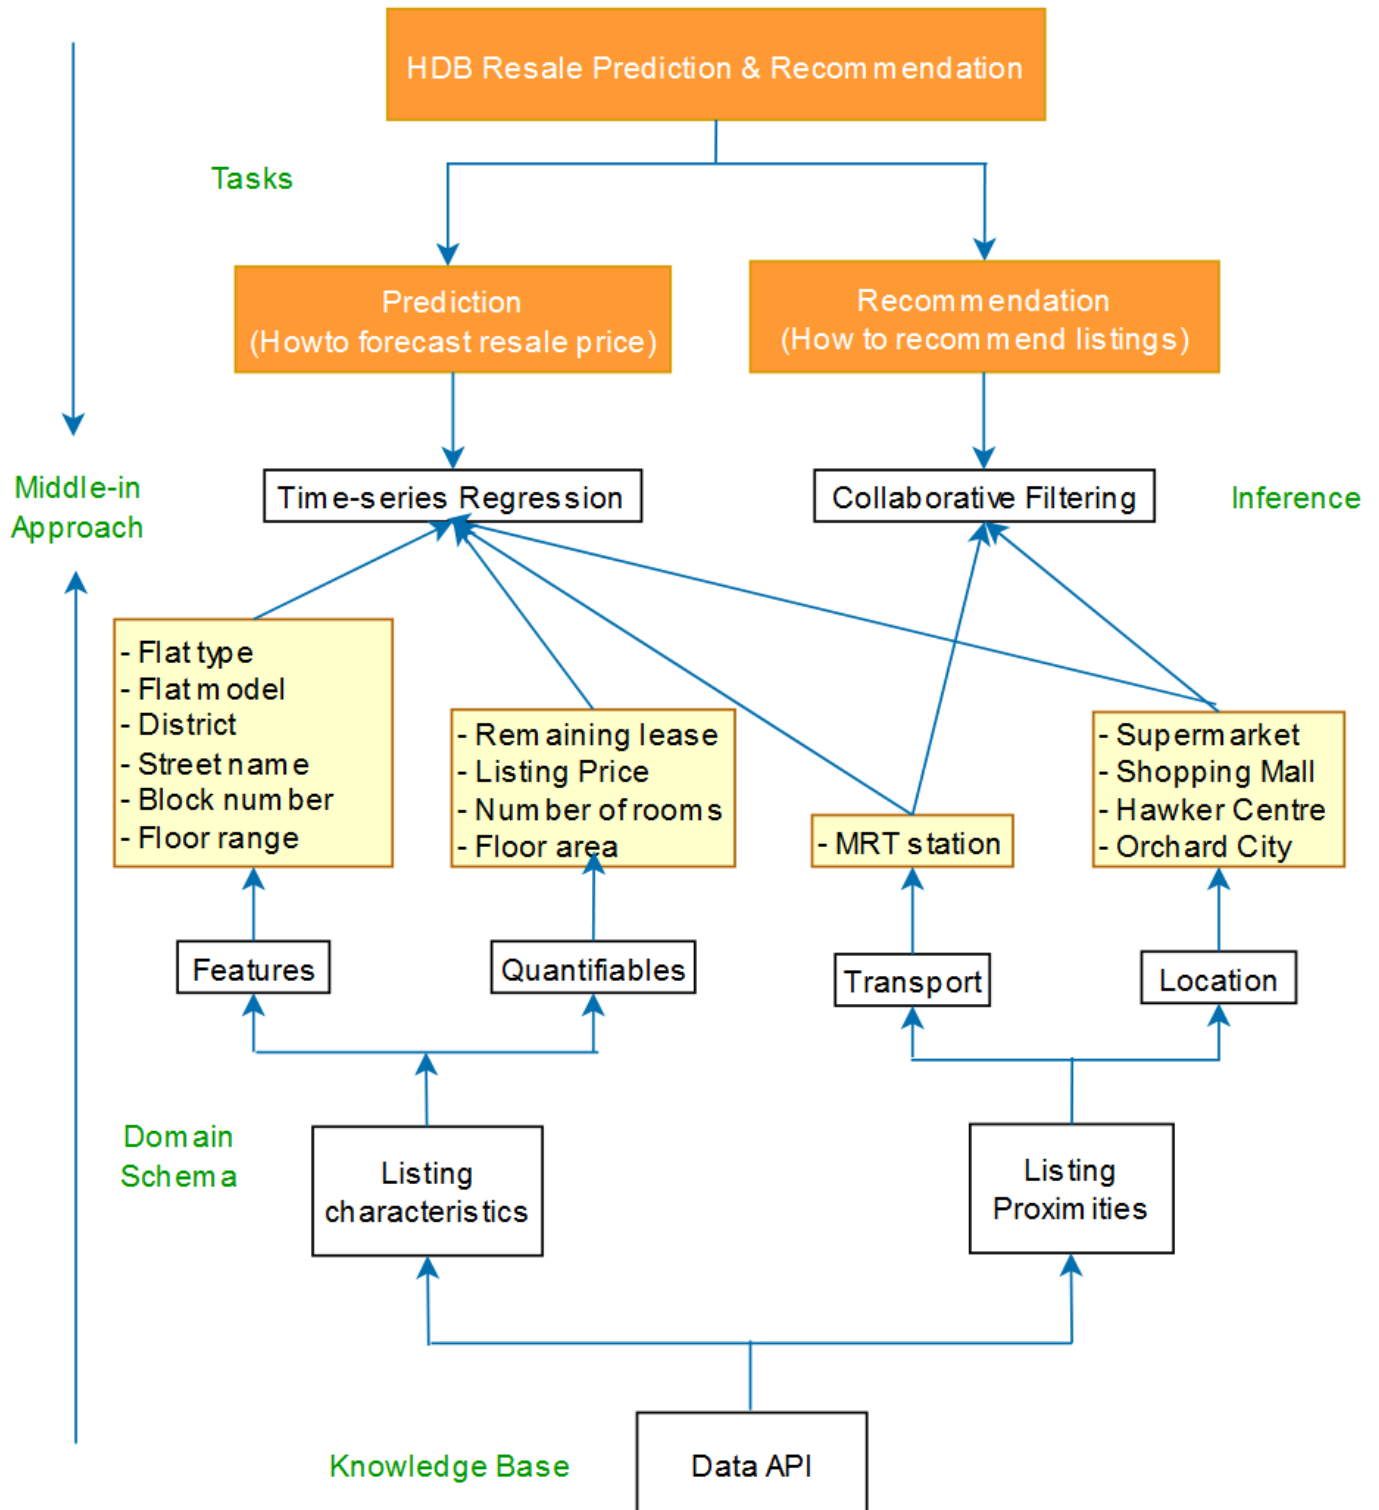 HDB Resale Prediction & Recommendation
Tasks
Prediction
(Howto forecast resale price)
Recommendation
(How to recommend listings)
Middle-in
Approach
Time-series Regression
Collaborative Filtering
Inference
- Flat type
- Flat model
- District
- Street name
- Block number
- Floor range
- Remaining lease
- Listing Price
- Number of rooms
- Floor area
- MRT station
- Supermarket
- Shopping Mall
- Hawker Centre
- Orchard City
Features
Quantifiables
Transport
Location
Domain
Schema
Listing
characteristics
Listing
Proximities
Knowledge Base
Data API